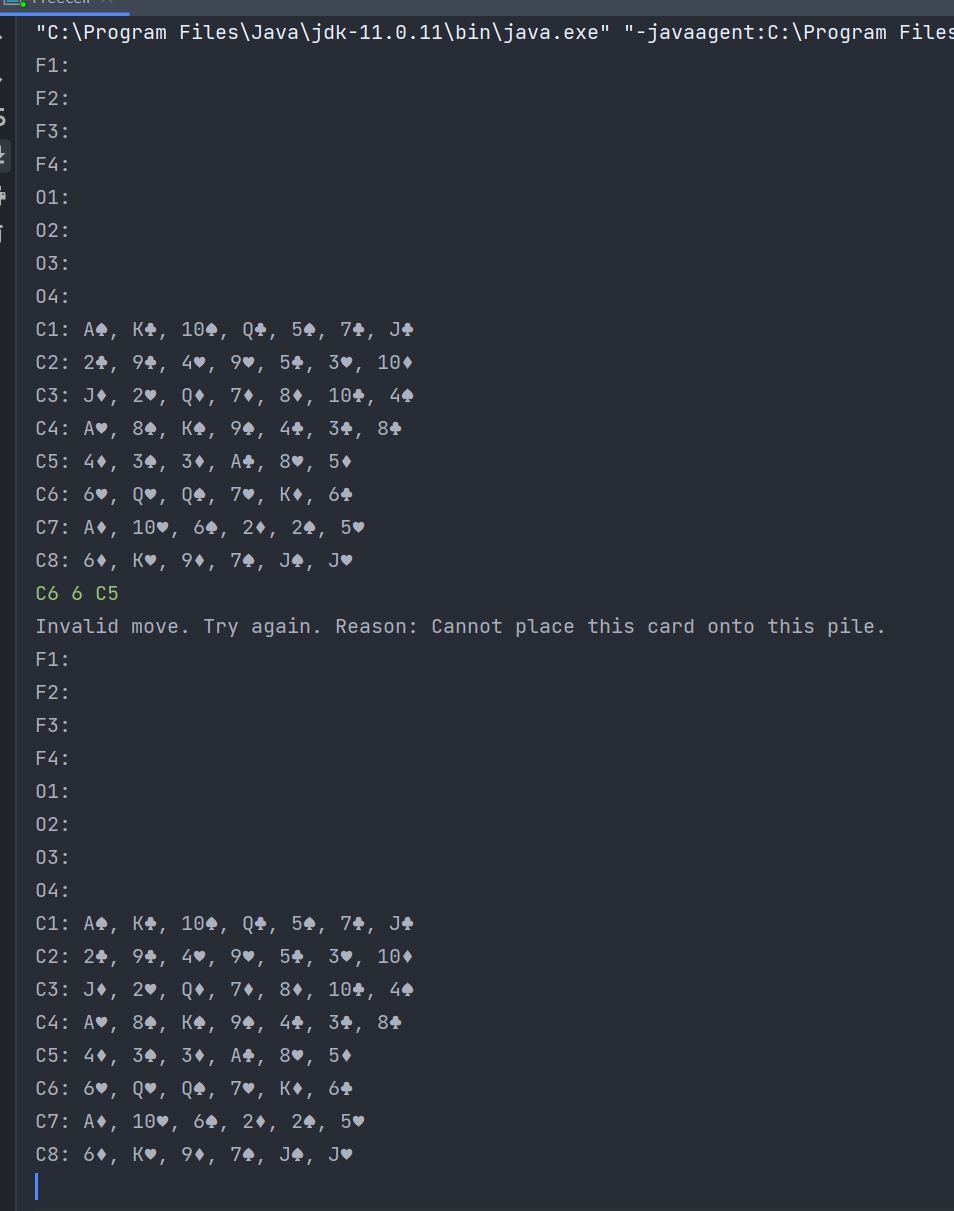 Freecell
"C:\Program Files\Java\jdk-11.0.11\bin\java.exe" "-javaagent:C:\Program Files
F1:
F2:
F3:
F4:
O1:
O2:
O3:
O4:
C1: A♠, K♣, 10♠, Q♣, 5♠, 7♣, J♣
C2: 2♣, 9♣, 4♥, 9♥, 5♣, 3♥, 10♦
C3: J♦, 2♥, Q♦, 7♦, 8♦, 10♣, 4♠
C4: A♥, 8♠, K♠, 9♠, 4♣, 3♣, 8♣
C5: 4♦, 3♠, 3♦, A♣, 8♥, 5♦
C6: 6♥, Q♥, Q♠, 7♥, K♦, 6♣
C7: A♦, 10♥, 6♠, 2♦, 2♠, 5♥
C8: 6♦, K♥, 9♦, 7♠, J♠, J♥
C6 6 C5
Invalid move. Try again. Reason: Cannot place this card onto this pile.
F1:
F2:
F3:
F4:
O1:
O2:
O3:
O4:
C1: A♠, K♣, 10♠, Q♣, 5♠, 7♣, J♣
C2: 2♣, 9♣, 4♥, 9♥, 5♣, 3♥, 10♦
C3: J♦, 2♥, Q♦, 7♦, 8♦, 10♣, 4♠
C4: A♥, 8♠, K♠, 9♠, 4♣, 3♣, 8♣
C5: 4♦, 3♠, 3♦, A♣, 8♥, 5♦
C6: 6♥, Q♥, Q♠, 7♥, K♦, 6♣
C7: A♦, 10♥, 6♠, 2♦, 2♠, 5♥
C8: 6♦, K♥, 9♦, 7♠, J♠, J♥